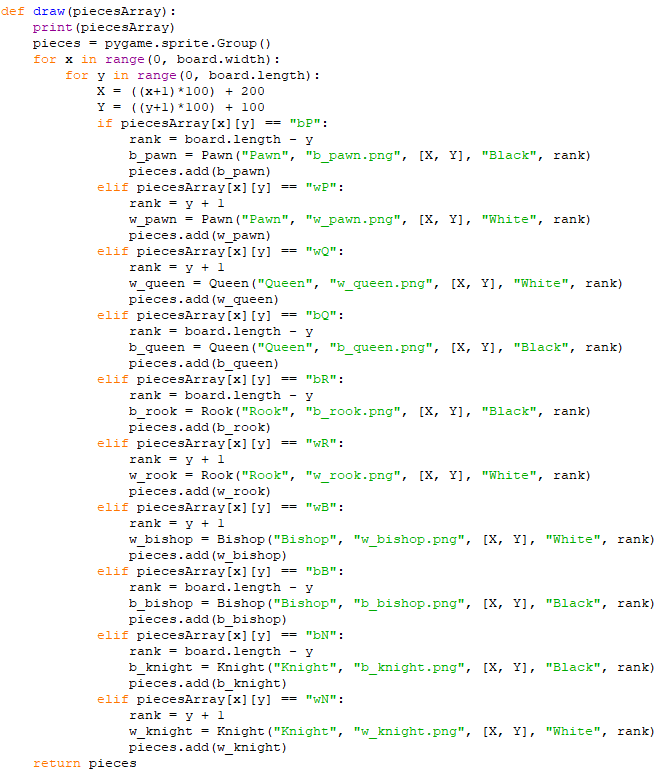 def draw(piecesArray):
    print(piecesArray)
    pieces = pygame.sprite.Group()
    for x in range(0, board.width):
        for y in range(0, board.length):
            X = ((x+1)*100) + 200
            Y = ((y+1)*100) + 100
            if piecesArray[x][y] == "bP":
                rank = board.length - y
                b_pawn = Pawn("Pawn", "b_pawn.png", [X, Y], "Black", rank)
                pieces.add(b_pawn)
            elif piecesArray[x][y] == "wP":
                rank = y + 1
                w_pawn = Pawn("Pawn", "w_pawn.png", [X, Y], "White", rank)
                pieces.add(w_pawn)
            elif piecesArray[x][y] == "wQ":
                rank = y + 1
                w_queen = Queen("Queen", "w_queen.png", [X, Y], "White", rank)
                pieces.add(w_queen)
            elif piecesArray[x][y] == "bQ":
                rank = board.length - y
                b_queen = Queen("Queen", "b_queen.png", [X, Y], "Black", rank)
                pieces.add(b_queen)
            elif piecesArray[x][y] == "bR":
                rank = board.length - y
                b_rook = Rook("Rook", "b_rook.png", [X, Y], "Black", rank)
                pieces.add(b_rook)
            elif piecesArray[x][y] == "wR":
                rank = y + 1
                w_rook = Rook("Rook", "w_rook.png", [X, Y], "White", rank)
                pieces.add(w_rook)
            elif piecesArray[x][y] == "wB":
                rank = y + 1
                w_bishop = Bishop("Bishop", "w_bishop.png", [X, Y], "White", rank)
                pieces.add(w_bishop)
            elif piecesArray[x][y] == "bB":
                rank = board.length - y
                b_bishop = Bishop("Bishop", "b_bishop.png", [X, Y], "Black", rank)
                pieces.add(b_bishop)
            elif piecesArray[x][y] == "bN":
                rank = board.length - y
                b_knight = Knight("Knight", "b_knight.png", [X, Y], "Black", rank)
                pieces.add(b_knight)
            elif piecesArray[x][y] == "wN":
                rank = y + 1
                w_knight = Knight("Knight", "w_knight.png", [X, Y], "White", rank)
                pieces.add(w_knight)
    return pieces